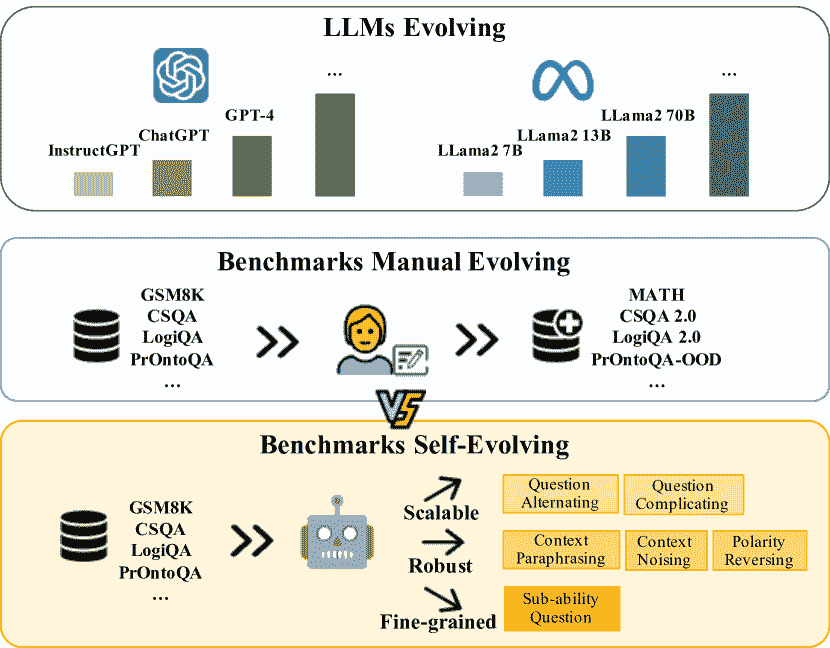 LLMs Evolving
...
...
GPT-4
LLama2 70B
ChatGPT
LLama2 13B
InstructGPT
LLama2 7B
Benchmarks Manual Evolving
GSM8K
CSQA
LogiQA
PrOntoQA
...
MATH
CSQA 2.0
LogiQA 2.0
PrOntoQA-OOD
...
VS
Benchmarks Self-Evolving
GSM8K
CSQA
LogiQA
PrOntoQA
...
Scalable
Question
Alternating
Question
Complicating
Robust
Context
Paraphrasing
Context
Noising
Polarity
Reversing
Fine-grained
Sub-ability
Question